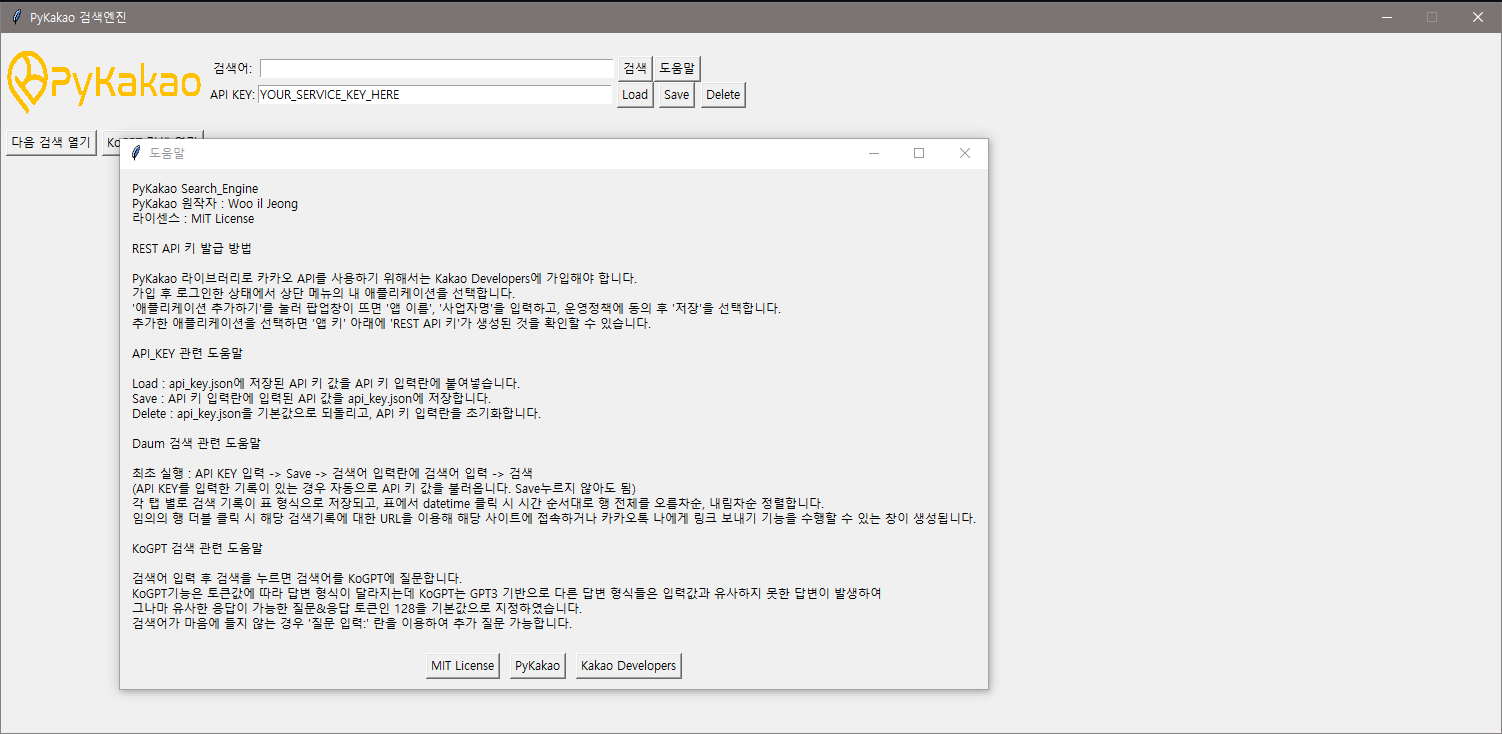 PyKakao 검색엔진
PyKakao
검색어:
검색
도움말
API KEY:
YOUR_SERVICE_KEY_HERE
Load
Save
Delete
다음 검색 열기
도움말
PyKakao Search_Engine
PyKakao 원작자 : Woo il Jeong
라이센스 : MIT License
REST API 키 발급 방법
PyKakao 라이브러리로 카카오 API를 사용하기 위해서는 Kakao Developers에 가입해야 합니다.
가입 후 로그인한 상태에서 상단 메뉴의 내 애플리케이션을 선택합니다.
'애플리케이션 추가하기'를 눌러 팝업창이 뜨면 '앱 이름', '사업자명'을 입력하고, 운영정책에 동의 후 '저장'을 선택합니다.
추가한 애플리케이션을 선택하면 '앱 키' 아래에 'REST API 키'가 생성된 것을 확인할 수 있습니다.
API_KEY 관련 도움말
Load : api_key.json에 저장된 API 키 값을 API 키 입력란에 붙여넣습니다.
Save : API 키 입력란에 입력된 API 값을 api_key.json에 저장합니다.
Delete : api_key.json을 기본값으로 되돌리고, API 키 입력란을 초기화합니다.
Daum 검색 관련 도움말
최초 실행 : API KEY 입력 -> Save -> 검색어 입력란에 검색어 입력 -> 검색
(API KEY를 입력한 기록이 있는 경우 자동으로 API 키 값을 불러옵니다. Save누르지 않아도 됨)
각 탭 별로 검색 기록이 표 형식으로 저장되고, 표에서 datetime 클릭 시 시간 순서대로 행 전체를 오름차순, 내림차순 정렬합니다.
임의의 행 더블 클릭 시 해당 검색기록에 대한 URL을 이용해 해당 사이트에 접속하거나 카카오톡 나에게 링크 보내기 기능을 수행할 수 있는 창이 생성됩니다.
KoGPT 검색 관련 도움말
검색어 입력 후 검색을 누르면 검색어를 KoGPT에 질문합니다.
KoGPT기능은 토큰값에 따라 답변 형식이 달라지는데 KoGPT는 GPT3 기반으로 다른 답변 형식들은 입력값과 유사하지 못한 답변이 발생하여
그나마 유사한 응답이 가능한 질문&응답 토큰인 128을 기본값으로 지정하였습니다.
검색어가 마음에 들지 않는 경우 '질문 입력:' 란을 이용하여 추가 질문 가능합니다.
MIT License
PyKakao
Kakao Developers